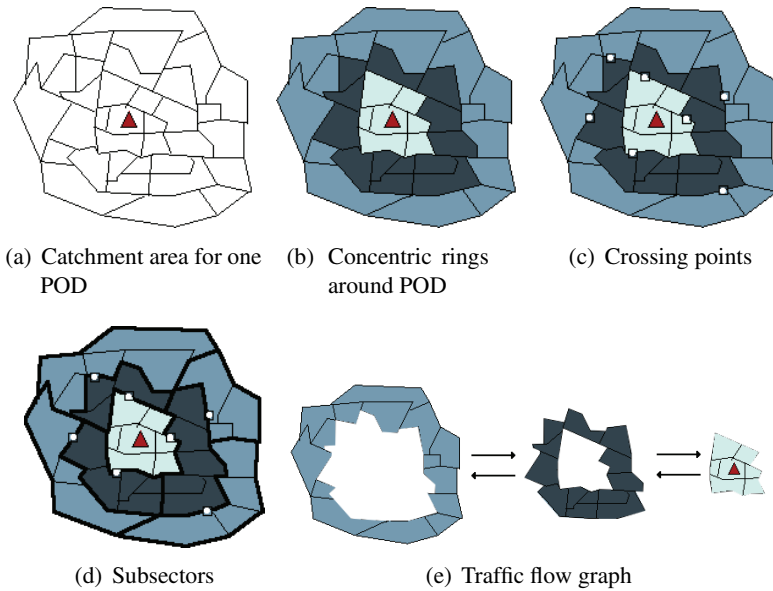 (a) Catchment area for one
POD
(b) Concentric rings
around POD
(c) Crossing points
(d) Subsectors
(e) Traffic flow graph